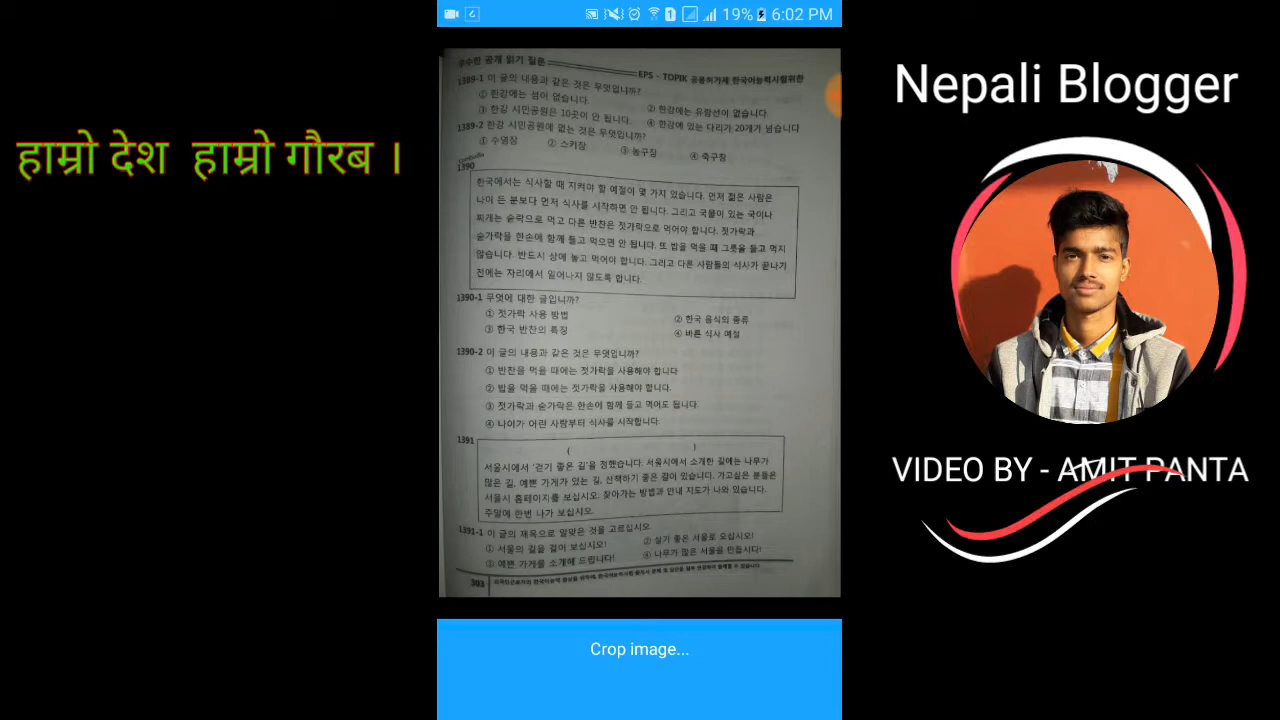 हाम्रो देश हाम्रो गौरब ।
19% 6:02 PM
공개 읽기 질문
EPS - TOPIK 공용허가제 한국어능력시험위한
1389-1 이 글의 내용과 같은 것은 무엇입니까?
① 한강에는 섬이 없습니다.
② 한강에는 유람선이 없습니다
③ 한강 시민공원은 10곳이 안 됩니다.
④ 한강에 있는 다리가 20개가 넘습니다
1389-2 한강 시민공원에 없는 것은 무엇입니까?
① 수영장 ② 스키장 ③ 농구장 ④ 축구장
1390
한국에서는 식사할 때 지켜야 할 예절이 몇 가지 있습니다. 먼저 젊은 사람은
나이 든 분보다 먼저 식사를 시작하면 안 됩니다. 그리고 국물이 있는 국이나
찌개는 숟락으로 먹고 다른 반찬은 젓가락으로 먹어야 합니다. 젓가락과
숟가락을 한손에 함께 들고 먹으면 안 됩니다. 또 밥을 먹을 때 그릇을 들고 먹지
않습니다. 반드시 상에 놓고 먹어야 합니다. 그리고 다른 사람들의 식사가 끝나기
전에는 자리에서 일어나지 않도록 합니다.
1390-1 무엇에 대한 글입니까?
① 젓가락 사용 방법
② 한국 음식의 종류
③ 한국 반찬의 특징
④ 바른 식사 예절
1390-2 이 글의 내용과 같은 것은 무엇입니까?
① 반찬을 먹을 때에는 젓가락을 사용해야 합니다
② 밥을 먹을 때에는 젓가락을 사용해야 합니다.
③ 젓가락과 숟가락은 한손에 함께 들고 먹어도 됩니다.
④ 나이가 어린 사람부터 식사를 시작합니다.
1391
( )
서울시에서 '걷기 좋은 길'을 정했습니다. 서울시에서 소개한 길에는 나무가
많은 길, 예쁜 가게가 있는 길, 산책하기 좋은 길이 있습니다. 가고싶은 분들은
서울시 홈페이지를 보십시오. 찾아가는 방법과 안내 지도가 나와 있습니다.
주말에 한번 나가 보십시오.
1391-1 이 글의 제목으로 알맞은 것을 고르십시오.
① 서울의 길을 걸어 보십시오!
② 살기 좋은 서울로 오십시오!
③ 예쁜 가게를 소개해 드립니다!
④ 나무가 많은 서울을 만듭시다!
303
Crop image...
Nepali Blogger
VIDEO BY - AMIT PANTA